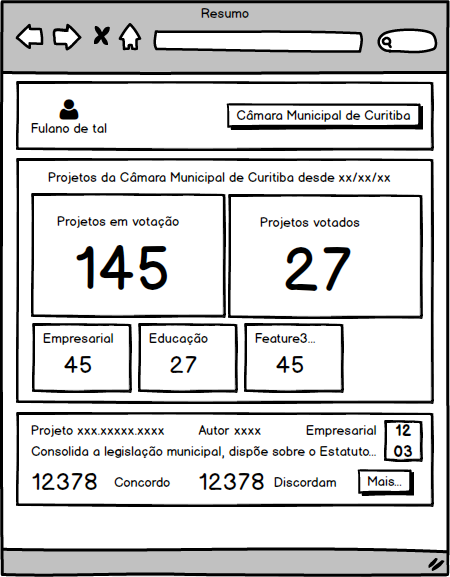 Resumo
Fulano de tal
Câmara Municipal de Curitiba
Projetos da Câmara Municipal de Curitiba desde xx/xx/xx
Projetos em votação
145
Projetos votados
27
Empresarial
45
Educação
27
Feature3...
45
Projeto xxx.xxxxx.xxxx Autor xxxx Empresarial 12
Consolida a legislação municipal, dispõe sobre o Estatuto... 03
12378 Concordo 12378 Discordam Mais...